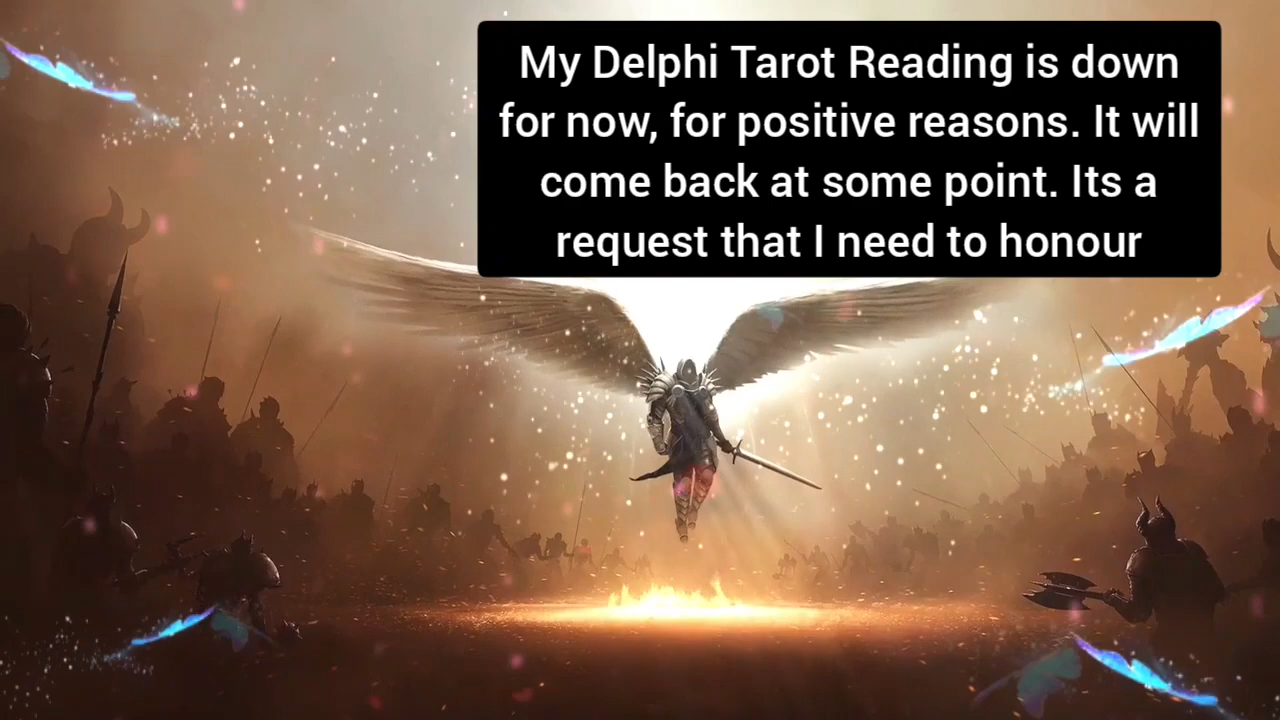 My Delphi Tarot Reading is down
for now, for positive reasons. It will
come back at some point. Its a
request that I need to honour